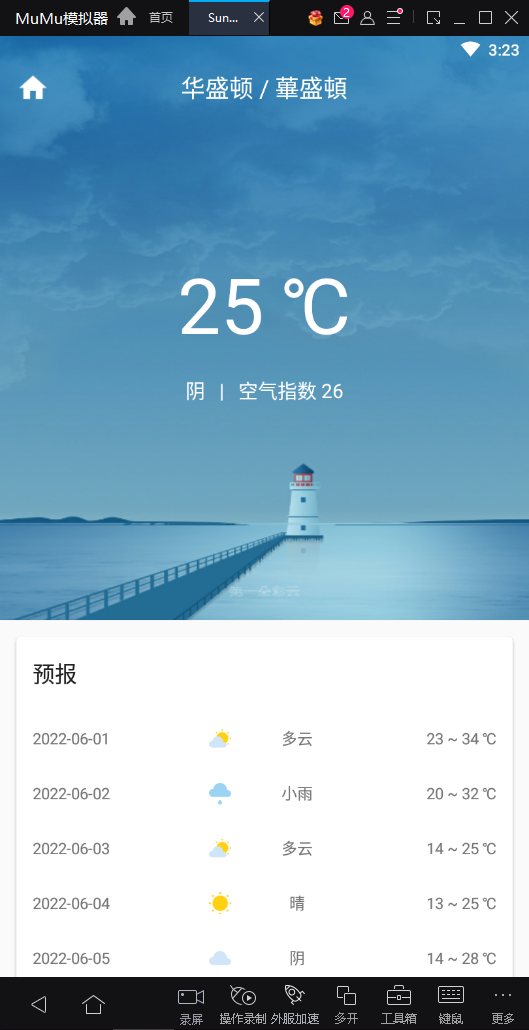 MuMu模拟器 首页 Sun... 2
3:23
华盛顿 / 蕐盛頓
25 ℃
阴 | 空气指数 26
第一朵彩云
预报
2022-06-01 多云 23 ~ 34 ℃
2022-06-02 小雨 20 ~ 32 ℃
2022-06-03 多云 14 ~ 25 ℃
2022-06-04 晴 13 ~ 25 ℃
2022-06-05 阴 14 ~ 28 ℃
录屏 操作录制 外服加速 多开 工具箱 键鼠 更多